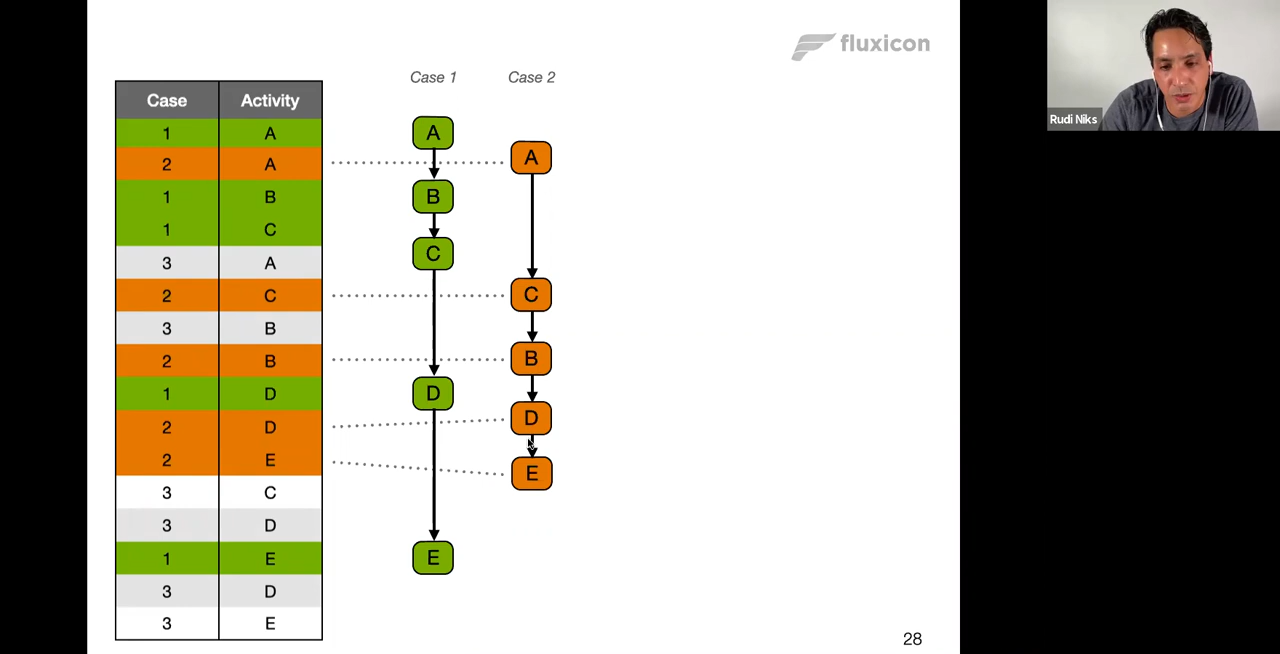 fluxicon
Case 1 Case 2
Case Activity
1 A
2 A
1 B
1 C
3 A
2 C
3 B
2 B
1 D
2 D
2 E
3 C
3 D
1 E
3 D
3 E
A
B
C
D
E
A
C
B
D
E
Rudi Niks
28